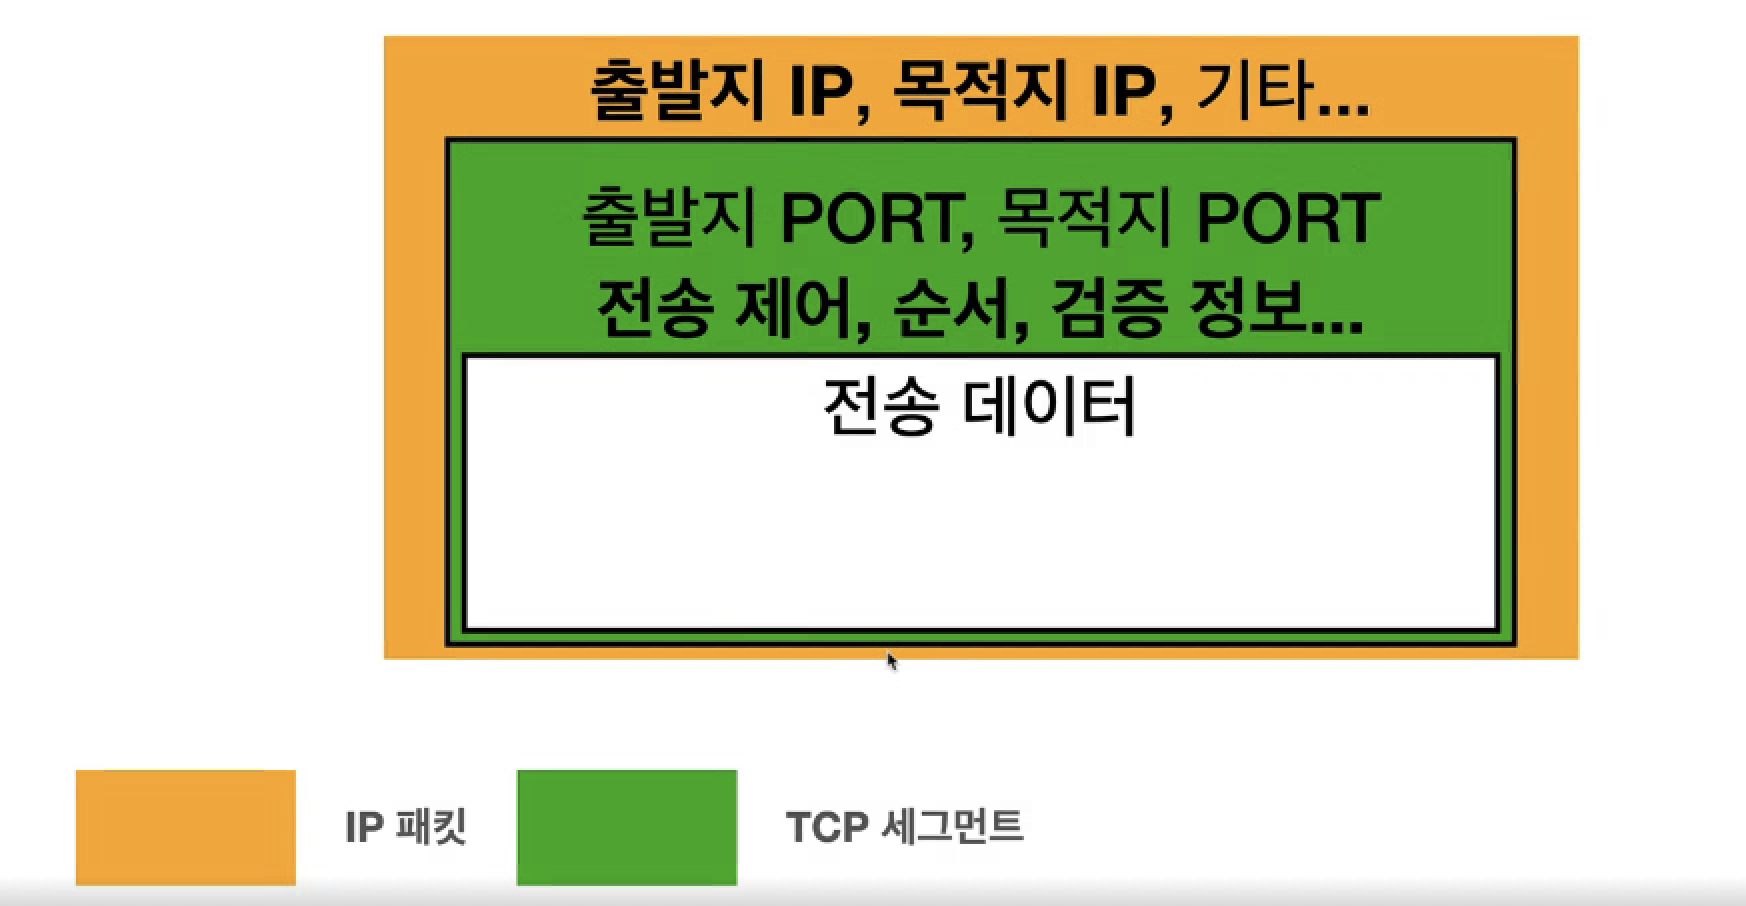 출발지 IP, 목적지 IP, 기타...
출발지 PORT, 목적지 PORT
전송 제어, 순서, 검증 정보...
전송 데이터
IP 패킷
TCP 세그먼트